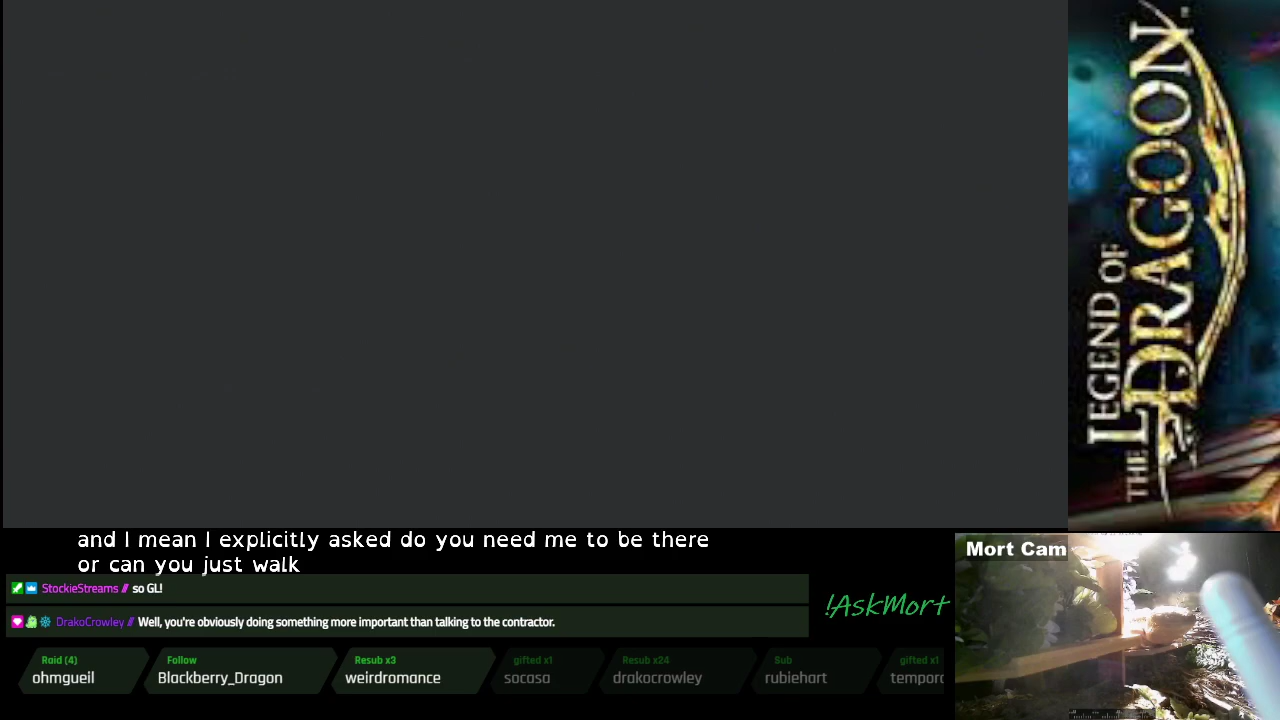 THE LEGEND OF
DRAGOON
and I mean I explicitly asked do you need me to be there
or can you just walk
StockieStreams // so GL!
DrakoCrowley // Well, you're obviously doing something more important than talking to the contractor.
!AskMort
Mort Cam
Raid (4)
ohmgueil
Follow
Blackberry_Dragon
Resub x3
weirdromance
gifted x1
socasa
Resub x24
drakocrowley
Sub
rubiehart
gifted x1
tempora